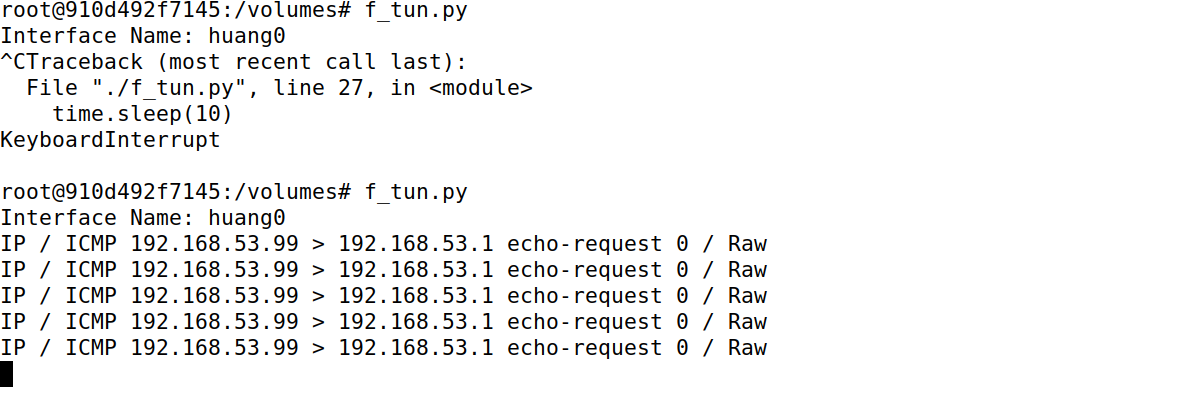 root@910d492f7145:/volumes# f_tun.py
Interface Name: huang0
^CTraceback (most recent call last):
  File "./f_tun.py", line 27, in <module>
    time.sleep(10)
KeyboardInterrupt

root@910d492f7145:/volumes# f_tun.py
Interface Name: huang0
IP / ICMP 192.168.53.99 > 192.168.53.1 echo-request 0 / Raw
IP / ICMP 192.168.53.99 > 192.168.53.1 echo-request 0 / Raw
IP / ICMP 192.168.53.99 > 192.168.53.1 echo-request 0 / Raw
IP / ICMP 192.168.53.99 > 192.168.53.1 echo-request 0 / Raw
IP / ICMP 192.168.53.99 > 192.168.53.1 echo-request 0 / Raw